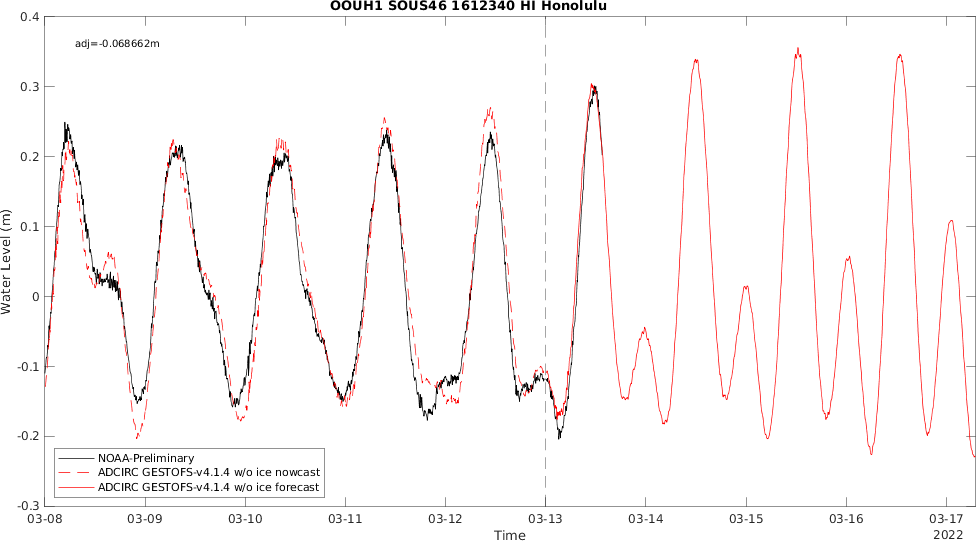 OOUH1 SOUS46 1612340 HI Honolulu
adj=-0.068662m
0.4
0.3
0.2
0.1
0
-0.1
-0.2
-0.3
Water Level (m)
NOAA-Preliminary
ADCIRC GESTOFS-v4.1.4 w/o ice nowcast
ADCIRC GESTOFS-v4.1.4 w/o ice forecast
03-08 03-09 03-10 03-11 03-12 03-13 03-14 03-15 03-16 03-17
Time
2022